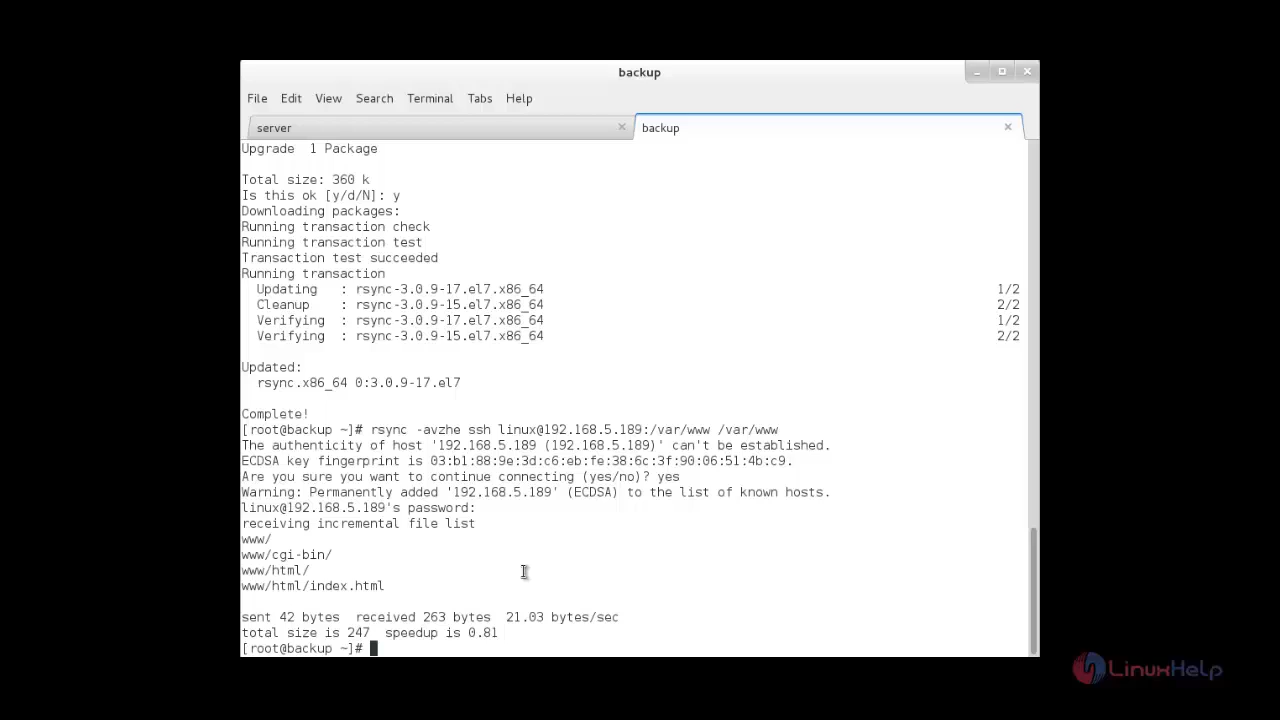 backup
File Edit View Search Terminal Tabs Help
server
backup
Upgrade  1 Package
Total size: 360 k
Is this ok [y/d/N]: y
Downloading packages:
Running transaction check
Running transaction test
Transaction test succeeded
Running transaction
  Updating   : rsync-3.0.9-17.el7.x86_64 1/2
  Cleanup    : rsync-3.0.9-15.el7.x86_64 2/2
  Verifying  : rsync-3.0.9-17.el7.x86_64 1/2
  Verifying  : rsync-3.0.9-15.el7.x86_64 2/2
Updated:
  rsync.x86_64 0:3.0.9-17.el7
Complete!
[root@backup ~]# rsync -avzhe ssh linux@192.168.5.189:/var/www /var/www
The authenticity of host '192.168.5.189 (192.168.5.189)' can't be established.
ECDSA key fingerprint is 03:b1:88:9e:3d:c6:eb:fe:38:6c:3f:90:06:51:4b:c9.
Are you sure you want to continue connecting (yes/no)? yes
Warning: Permanently added '192.168.5.189' (ECDSA) to the list of known hosts.
linux@192.168.5.189's password:
receiving incremental file list
www/
www/cgi-bin/
www/html/
www/html/index.html
sent 42 bytes  received 263 bytes  21.03 bytes/sec
total size is 247  speedup is 0.81
[root@backup ~]#
LinuxHelp